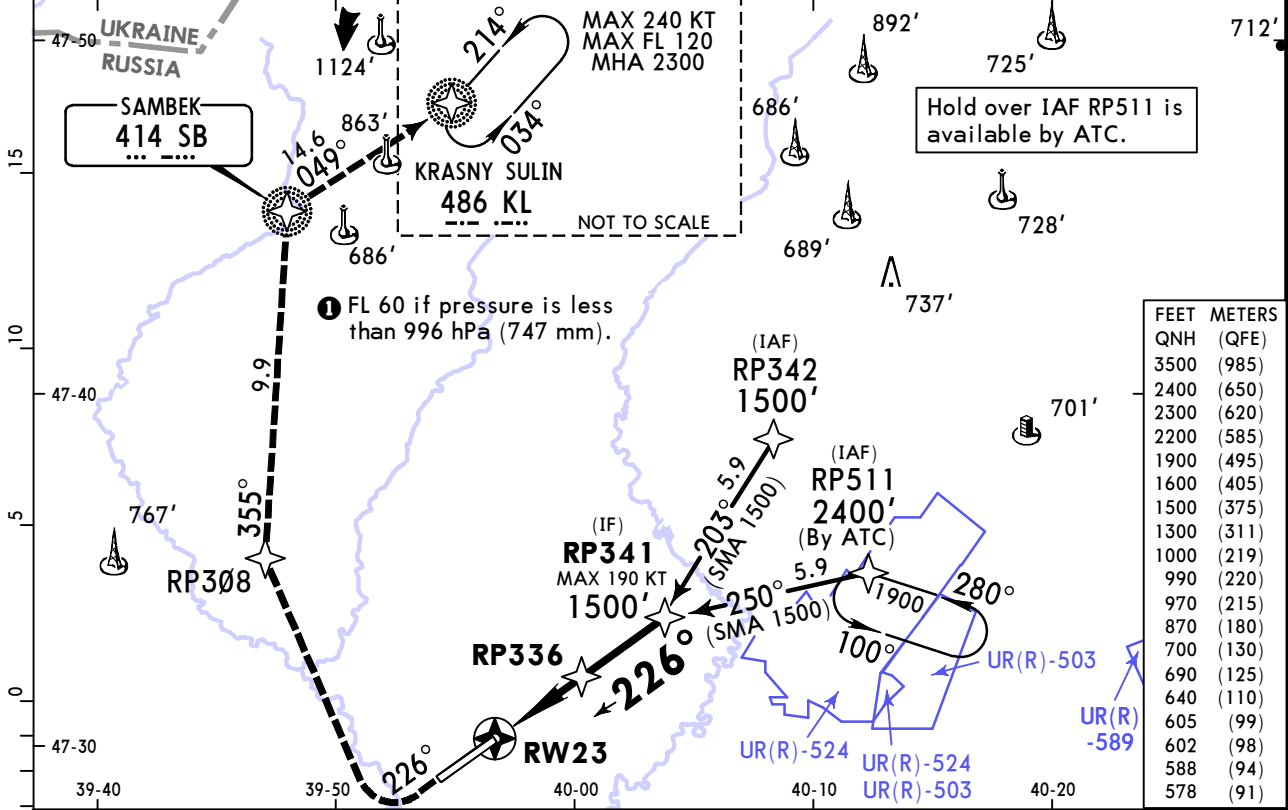 47-50
UKRAINE
RUSSIA
1124'
214°
034°
MAX 240 KT
MAX FL 120
MHA 2300
892'
725'
712'
SAMBEK
414 SB
... -...
14.6
049°
863'
KRASNY SULIN
486 KL
-.- .-..
NOT TO SCALE
686'
Hold over IAF RP511 is
available by ATC.
15
686'
689'
728'
737'
❶ FL 60 if pressure is less
than 996 hPa (747 mm).
10
47-40
9.9
355°
(IAF)
RP342
1500'
701'
5.9
203°
(SMA 1500)
(IAF)
RP511
2400'
(By ATC)
5
767'
RP3Ø8
(IF)
RP341
MAX 190 KT
1500'
5.9
250°
(SMA 1500)
1900
280°
100°
RP336
226°
RW23
226°
UR(R)-503
UR(R)-524
UR(R)-524
UR(R)-503
UR(R)
-589
0
47-30
39-40
39-50
40-00
40-10
40-20
FEET METERS
QNH (QFE)
3500 (985)
2400 (650)
2300 (620)
2200 (585)
1900 (495)
1600 (405)
1500 (375)
1300 (311)
1000 (219)
990 (220)
970 (215)
870 (180)
700 (130)
690 (125)
640 (110)
605 (99)
602 (98)
588 (94)
578 (91)